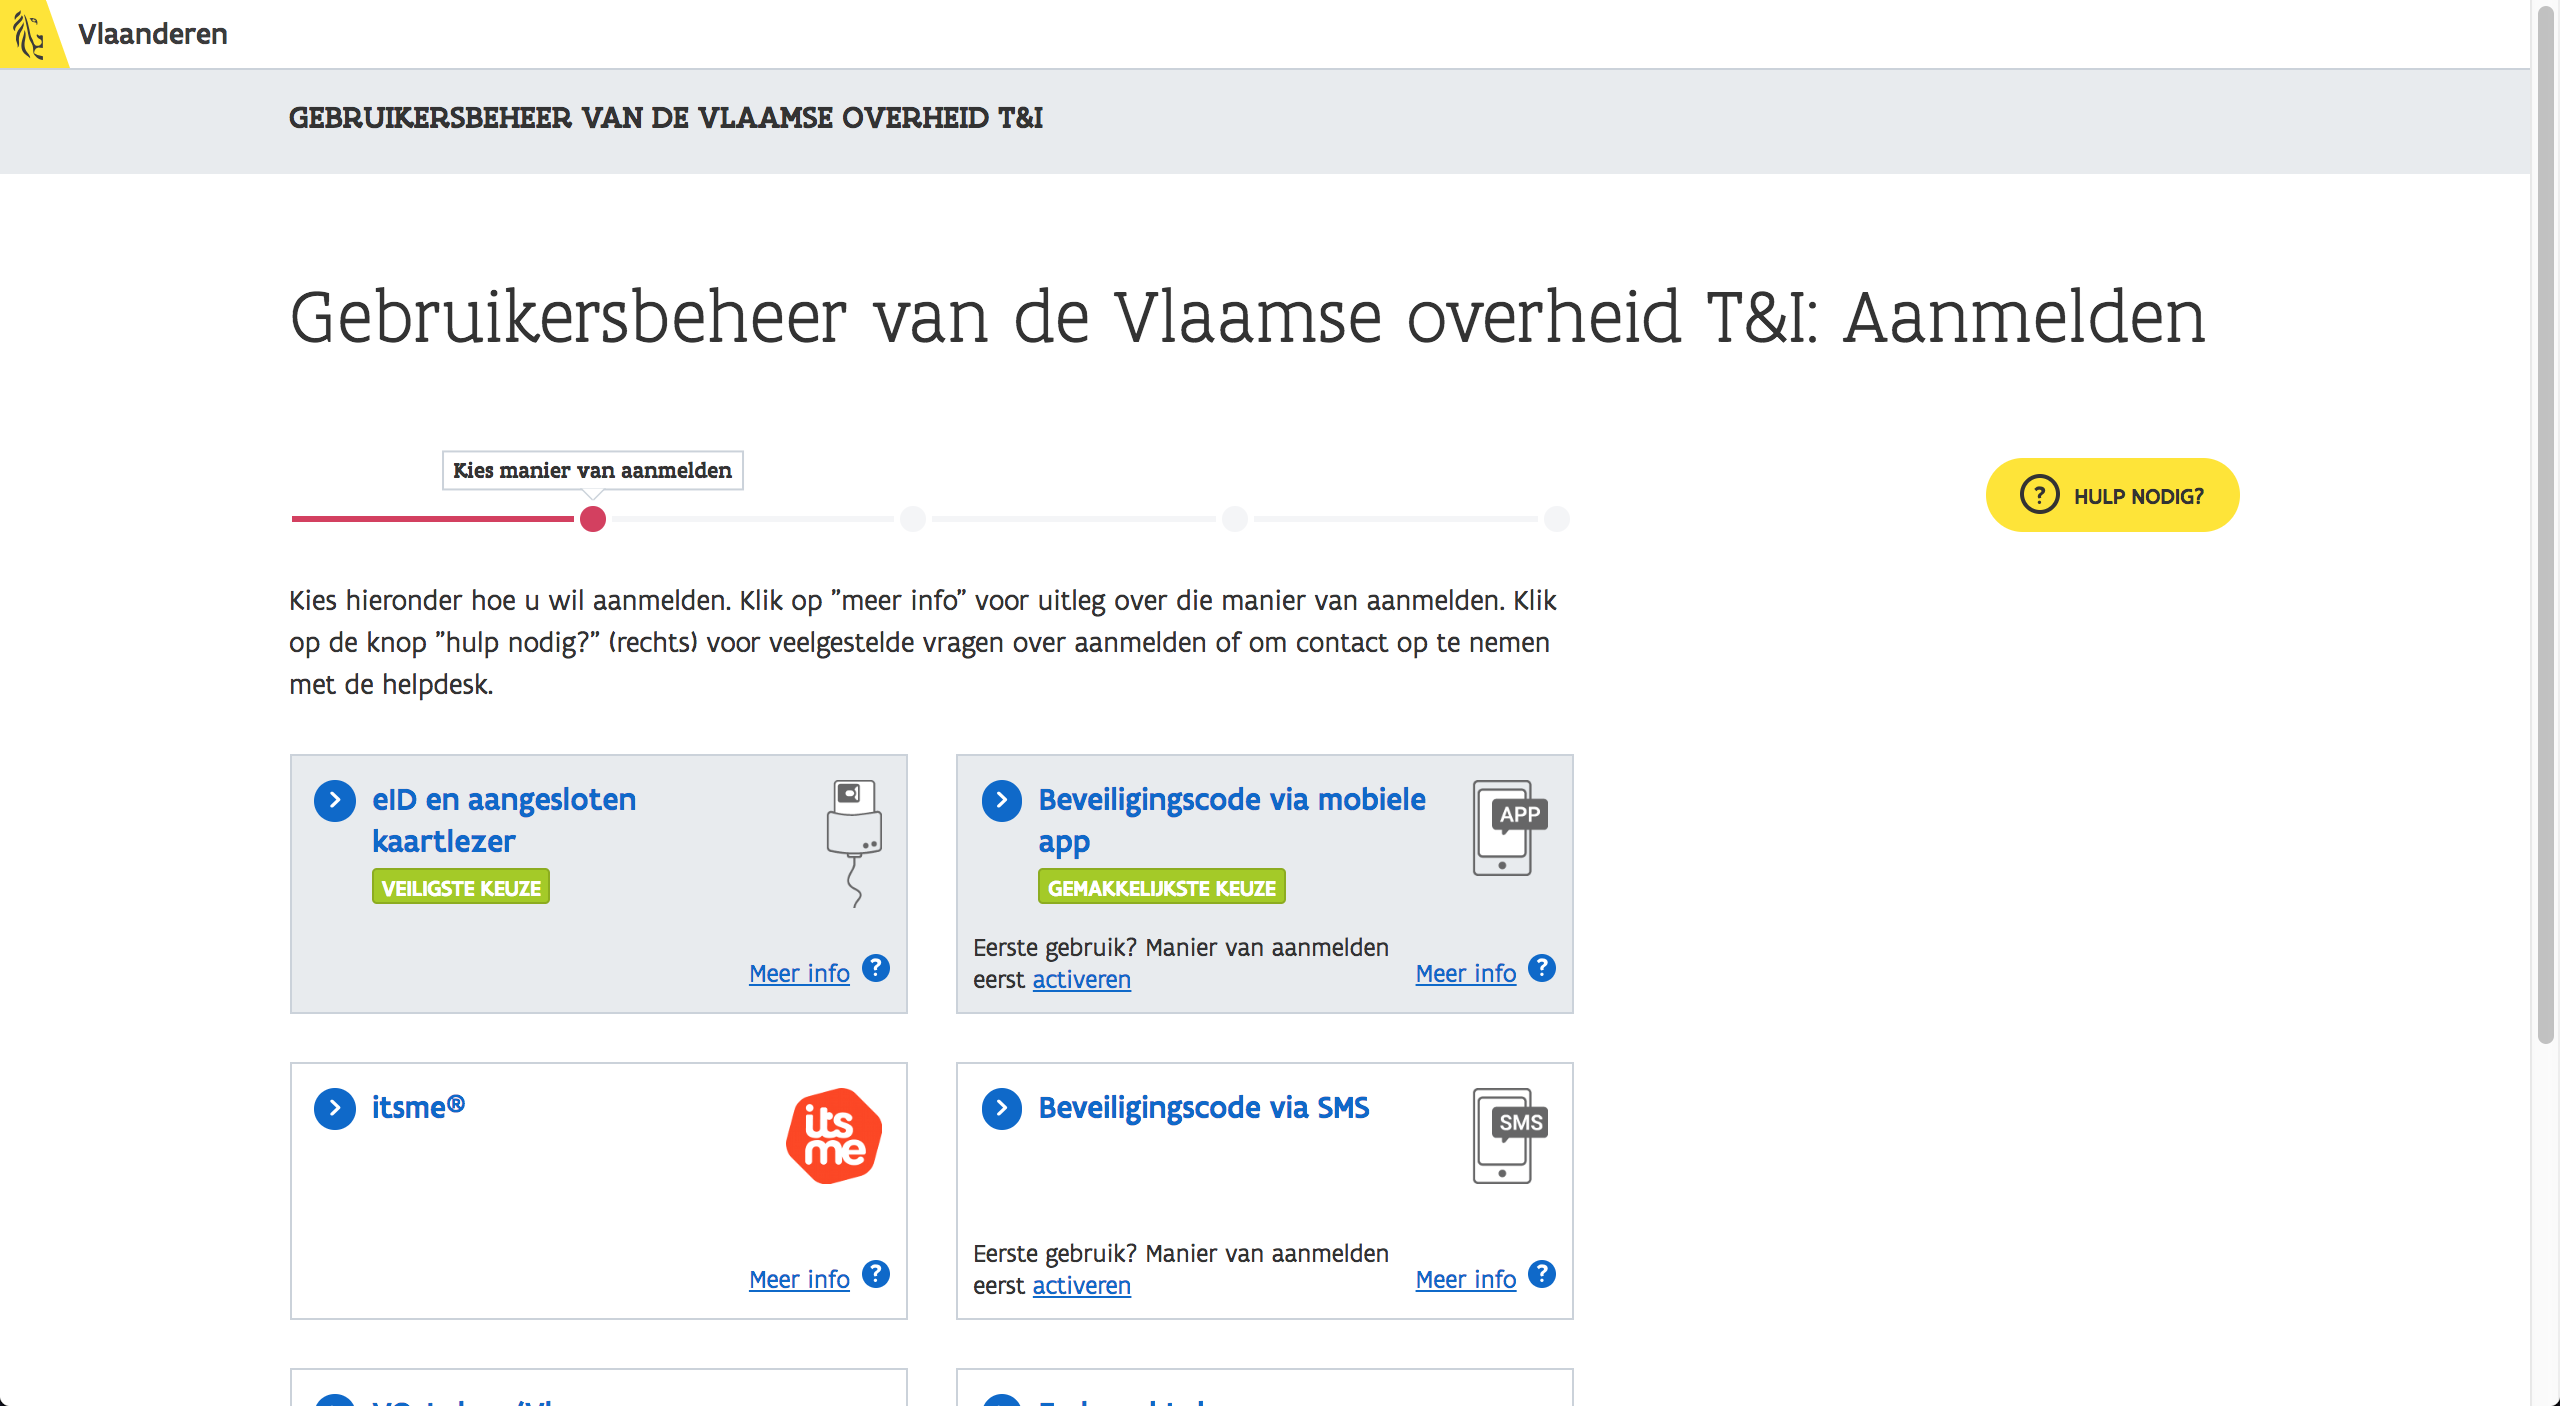 Vlaanderen
GEBRUIKERSBEHEER VAN DE VLAAMSE OVERHEID T&I
Gebruikersbeheer van de Vlaamse overheid T&I: Aanmelden
Kies manier van aanmelden
? HULP NODIG?
Kies hieronder hoe u wil aanmelden. Klik op ”meer info” voor uitleg over die manier van aanmelden. Klik
op de knop ”hulp nodig?” (rechts) voor veelgestelde vragen over aanmelden of om contact op te nemen
met de helpdesk.
eID en aangesloten
kaartlezer
VEILIGSTE KEUZE
Meer info ?
Beveiligingscode via mobiele
app
APP
GEMAKKELIJKSTE KEUZE
Eerste gebruik? Manier van aanmelden
eerst activeren
Meer info ?
itsme®
its
me
Meer info ?
Beveiligingscode via SMS
SMS
Eerste gebruik? Manier van aanmelden
eerst activeren
Meer info ?